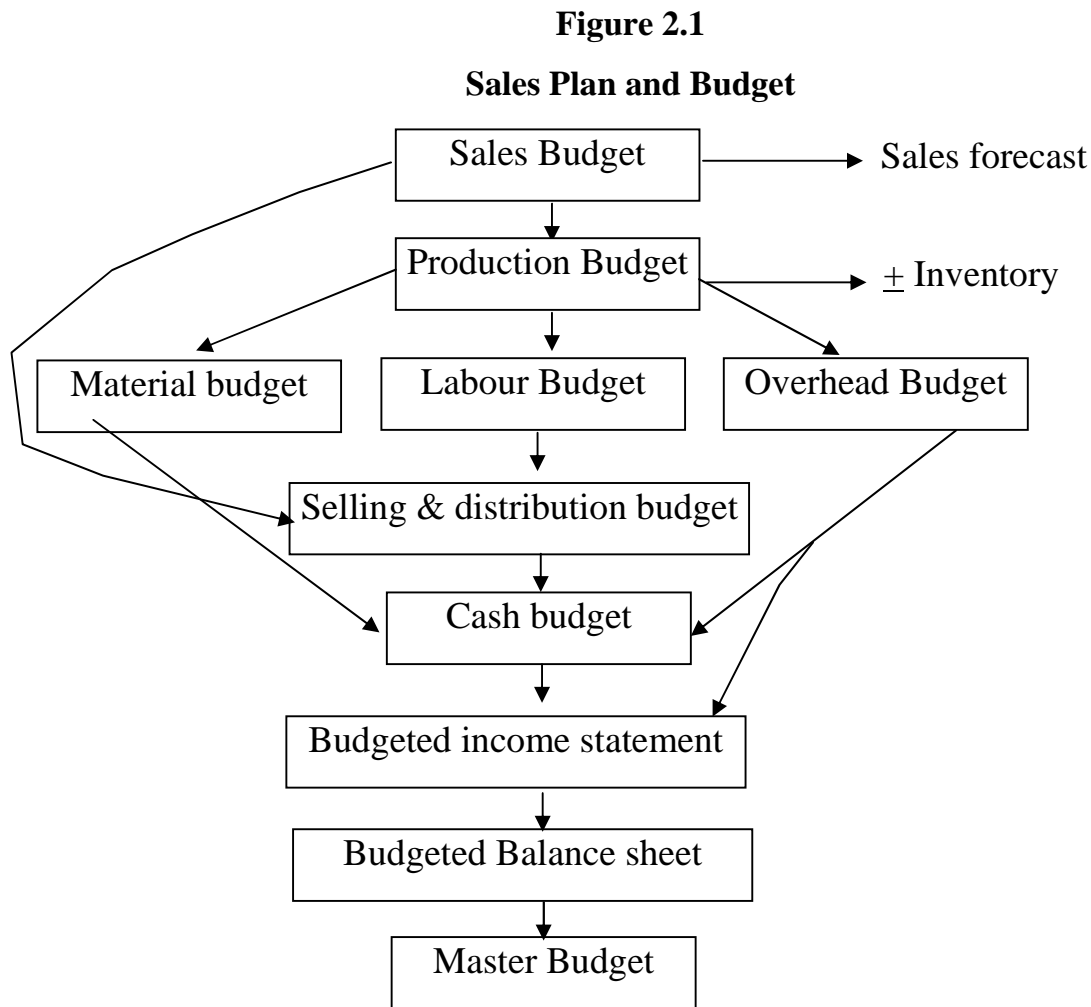 Figure 2.1
Sales Plan and Budget
Sales Budget
Sales forecast
Production Budget
± Inventory
Material budget
Labour Budget
Overhead Budget
Selling & distribution budget
Cash budget
Budgeted income statement
Budgeted Balance sheet
Master Budget